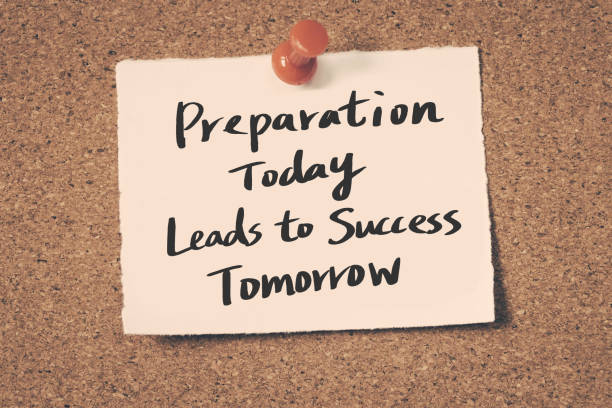 Preparation
Today
Leads to Success
Tomorrow